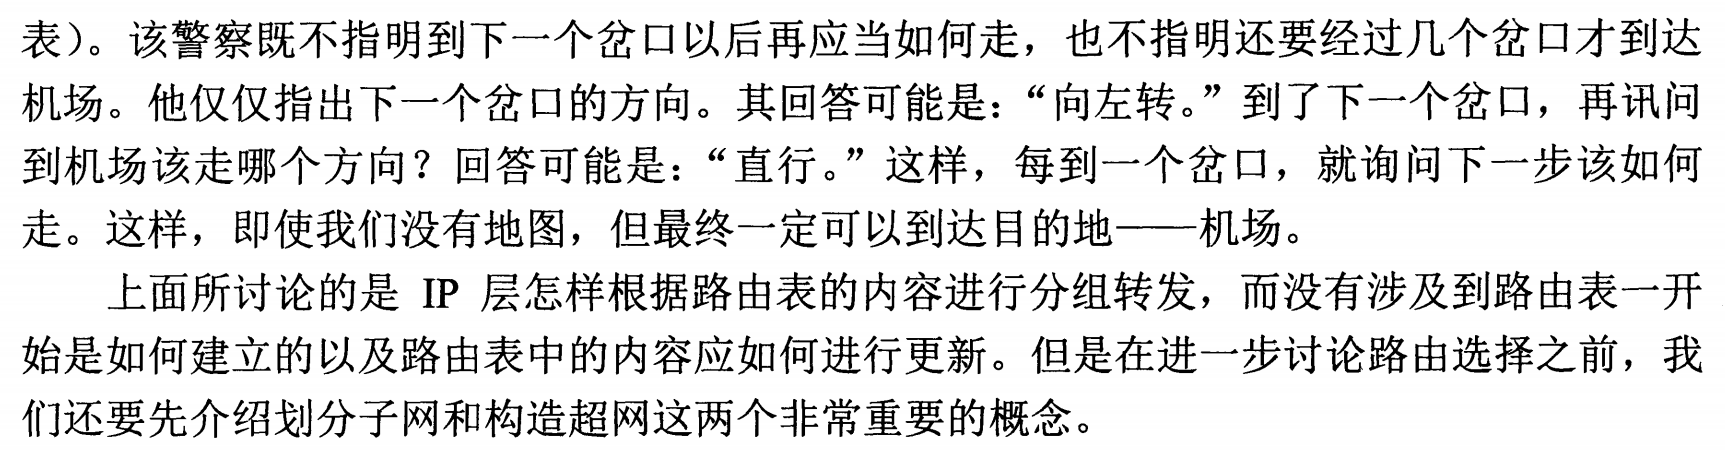 表)。该警察既不指明到下一个岔口以后再应当如何走，也不指明还要经过几个岔口才到达
机场。他仅仅指出下一个岔口的方向。其回答可能是：“向左转。”到了下一个岔口，再讯问
到机场该走哪个方向？回答可能是：“直行。”这样，每到一个岔口，就询问下一步该如何
走。这样，即使我们没有地图，但最终一定可以到达目的地——机场。
上面所讨论的是 IP 层怎样根据路由表的内容进行分组转发，而没有涉及到路由表一开
始是如何建立的以及路由表中的内容应如何进行更新。但是在进一步讨论路由选择之前，我
们还要先介绍划分子网和构造超网这两个非常重要的概念。